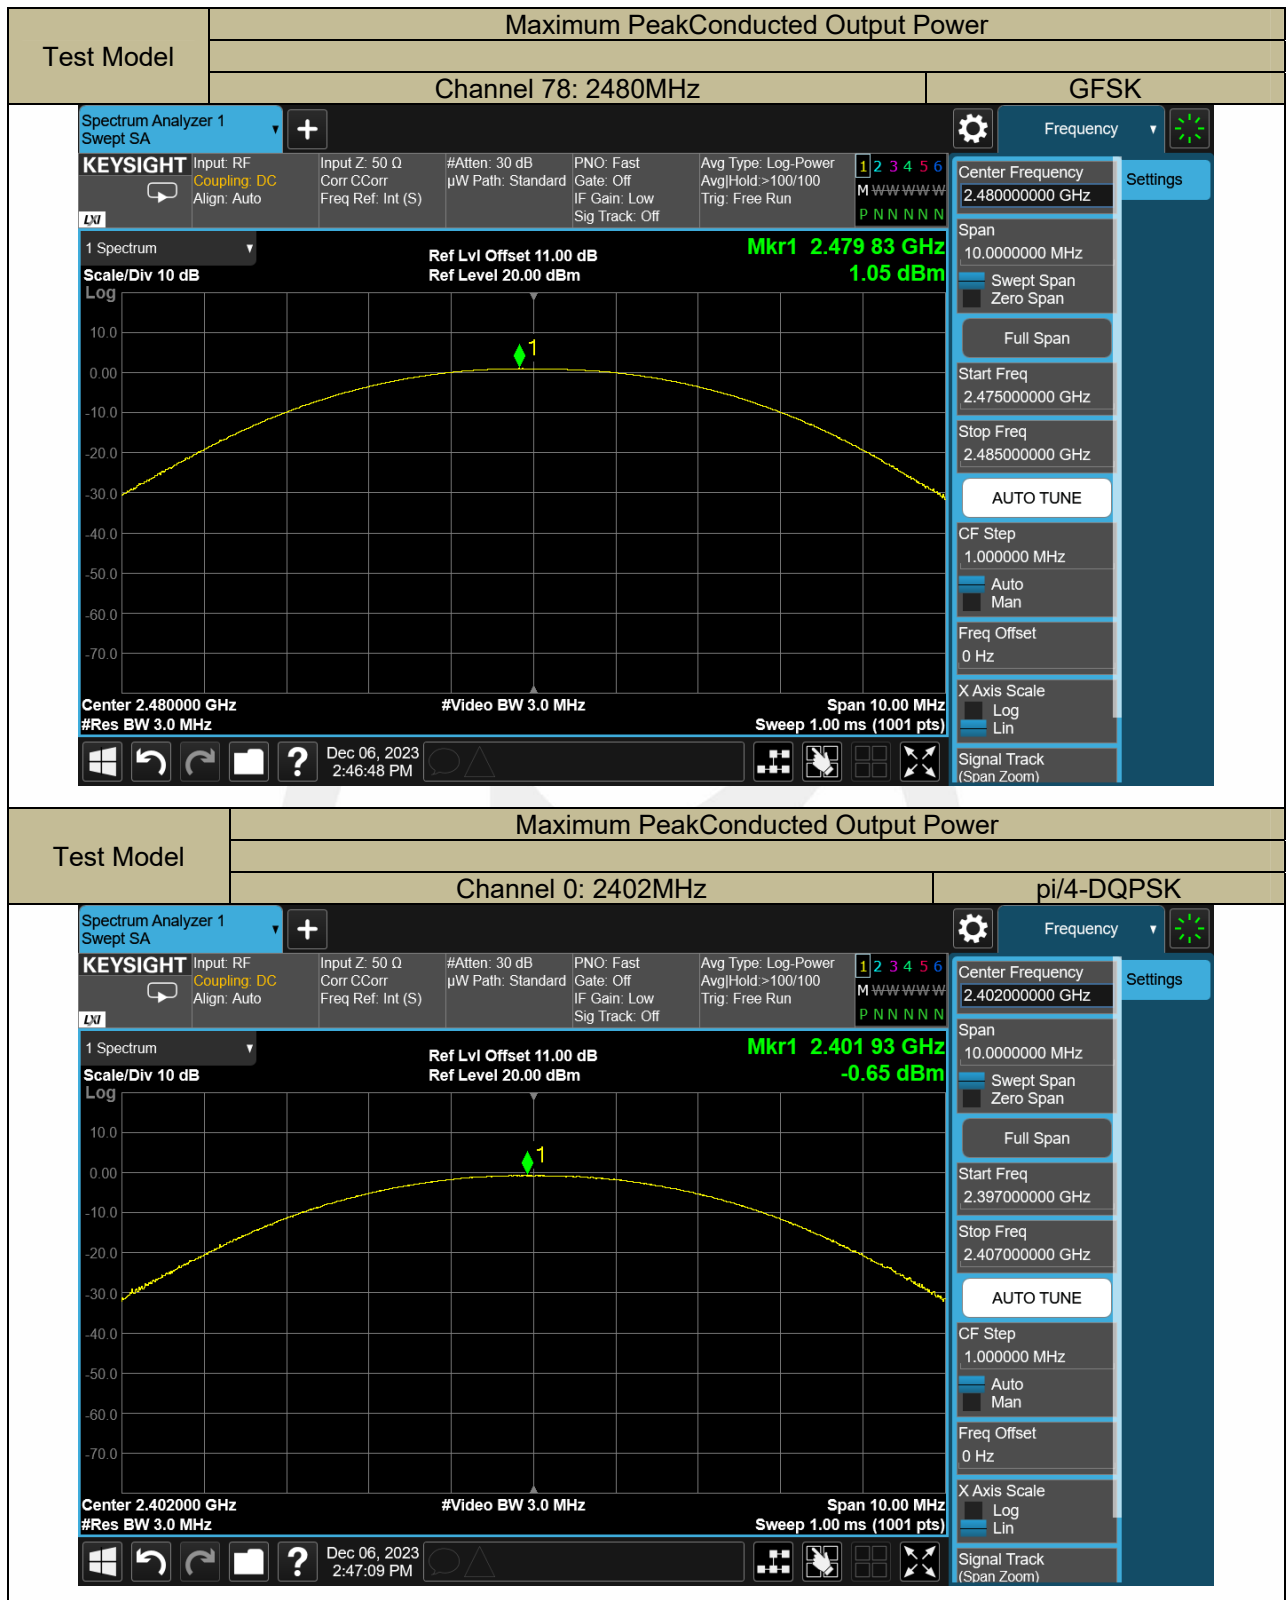 Test Model
Maximum PeakConducted Output Power
Channel 78: 2480MHz GFSK
Spectrum Analyzer 1
Swept SA
Frequency
KEYSIGHT
LXI
Input: RF
Coupling: DC
Align: Auto
Input Z: 50 Ω
Corr CCorr
Freq Ref: Int (S)
#Atten: 30 dB
µW Path: Standard
PNO: Fast
Gate: Off
IF Gain: Low
Sig Track: Off
Avg Type: Log-Power
Avg|Hold:>100/100
Trig: Free Run
1 2 3 4 5 6
M W W W W W
P N N N N N
1 Spectrum
Scale/Div 10 dB
Log
Ref Lvl Offset 11.00 dB
Ref Level 20.00 dBm
Mkr1 2.479 83 GHz
1.05 dBm
1
10.0
0.00
-10.0
-20.0
-30.0
-40.0
-50.0
-60.0
-70.0
Center 2.480000 GHz
#Res BW 3.0 MHz
#Video BW 3.0 MHz
Span 10.00 MHz
Sweep 1.00 ms (1001 pts)
Dec 06, 2023
2:46:48 PM
Center Frequency
2.480000000 GHz
Settings
Span
10.0000000 MHz
Swept Span
Zero Span
Full Span
Start Freq
2.475000000 GHz
Stop Freq
2.485000000 GHz
AUTO TUNE
CF Step
1.000000 MHz
Auto
Man
Freq Offset
0 Hz
X Axis Scale
Log
Lin
Signal Track
(Span Zoom)
Test Model
Maximum PeakConducted Output Power
Channel 0: 2402MHz pi/4-DQPSK
Spectrum Analyzer 1
Swept SA
Frequency
KEYSIGHT
LXI
Input: RF
Coupling: DC
Align: Auto
Input Z: 50 Ω
Corr CCorr
Freq Ref: Int (S)
#Atten: 30 dB
µW Path: Standard
PNO: Fast
Gate: Off
IF Gain: Low
Sig Track: Off
Avg Type: Log-Power
Avg|Hold:>100/100
Trig: Free Run
1 2 3 4 5 6
M W W W W W
P N N N N N
1 Spectrum
Scale/Div 10 dB
Log
Ref Lvl Offset 11.00 dB
Ref Level 20.00 dBm
Mkr1 2.401 93 GHz
-0.65 dBm
1
10.0
0.00
-10.0
-20.0
-30.0
-40.0
-50.0
-60.0
-70.0
Center 2.402000 GHz
#Res BW 3.0 MHz
#Video BW 3.0 MHz
Span 10.00 MHz
Sweep 1.00 ms (1001 pts)
Dec 06, 2023
2:47:09 PM
Center Frequency
2.402000000 GHz
Settings
Span
10.0000000 MHz
Swept Span
Zero Span
Full Span
Start Freq
2.397000000 GHz
Stop Freq
2.407000000 GHz
AUTO TUNE
CF Step
1.000000 MHz
Auto
Man
Freq Offset
0 Hz
X Axis Scale
Log
Lin
Signal Track
(Span Zoom)